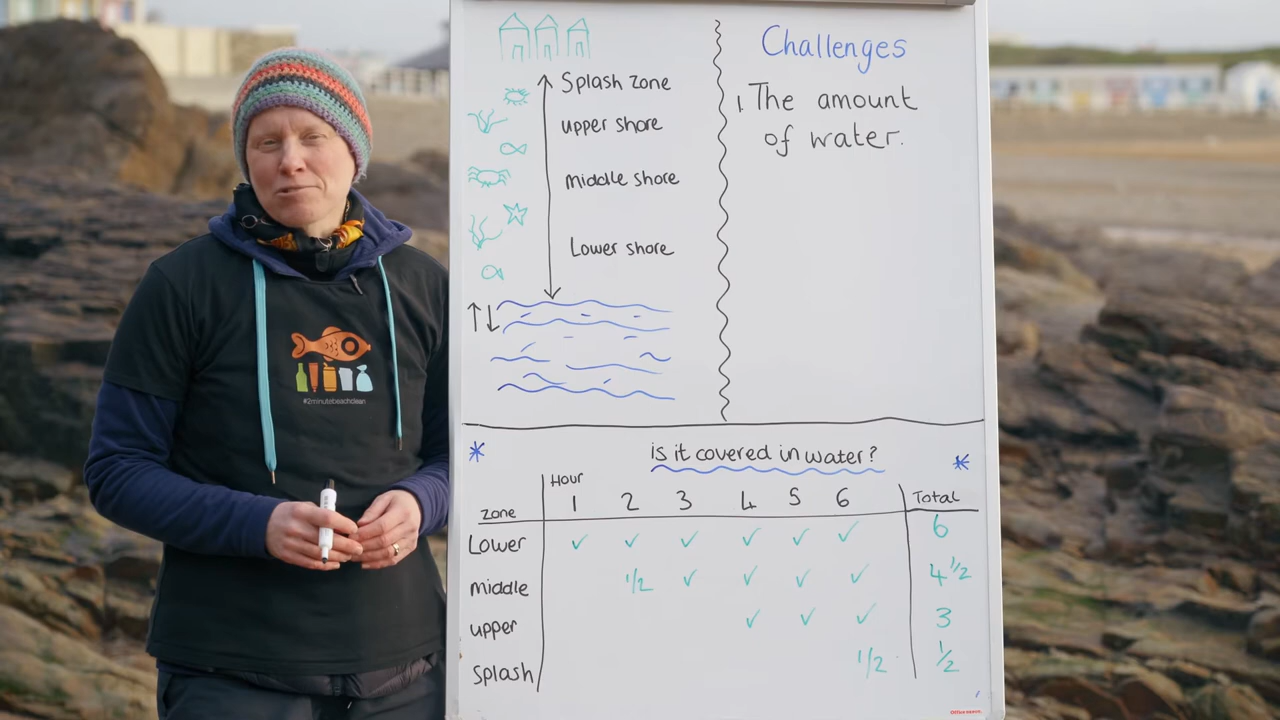 Splash zone
upper shore
middle shore
Lower shore
Challenges
1. The amount
of water.
is it covered in water?
Hour
zone 1 2 3 4 5 6 Total
Lower ✓ ✓ ✓ ✓ ✓ ✓ 6
middle 1/2 ✓ ✓ ✓ ✓ 4 1/2
upper ✓ ✓ ✓ 3
Splash 1/2 1/2
#2minutebeachclean